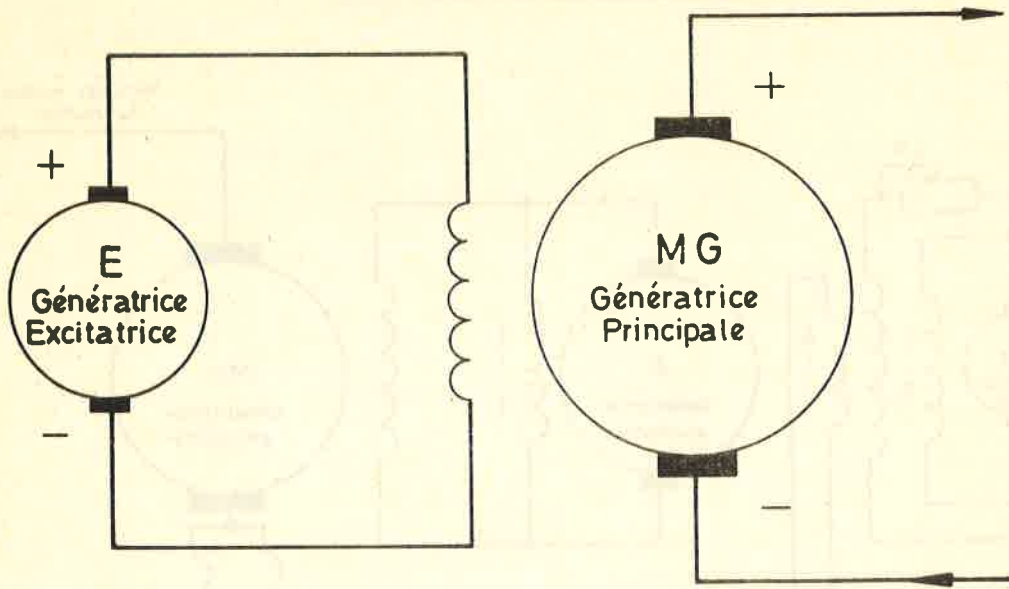 +
E
Génératrice
Excitatrice
-
+
MG
Génératrice
Principale
-